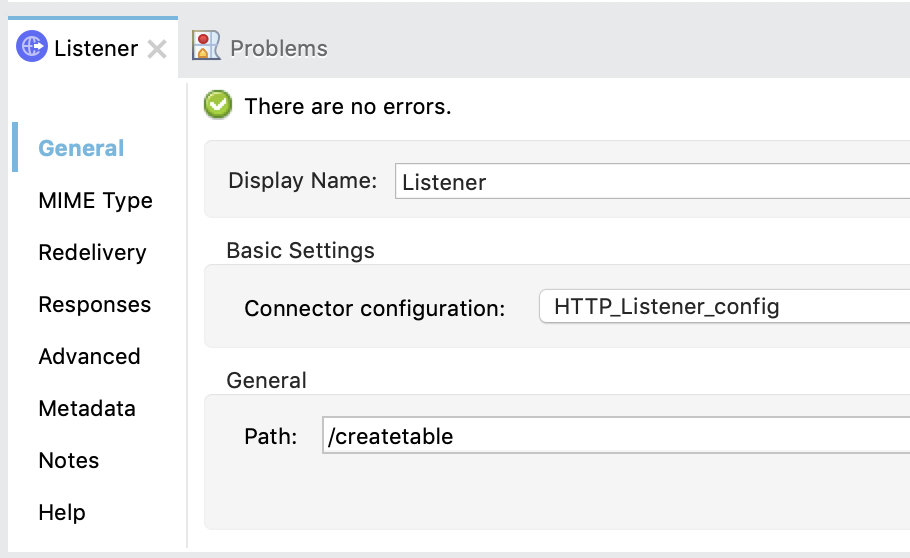 Listener
Problems
General
MIME Type
Redelivery
Responses
Advanced
Metadata
Notes
Help
There are no errors.
Display Name: Listener
Basic Settings
Connector configuration: HTTP_Listener_config
General
Path: /createtable